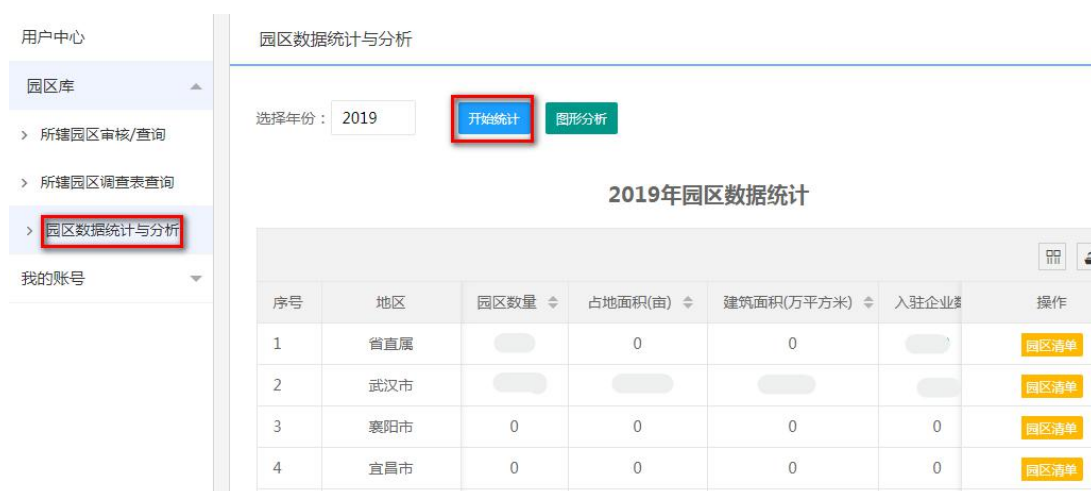 用户中心
园区库
所辖园区审核/查询
所辖园区调查表查询
园区数据统计与分析
我的账号
园区数据统计与分析
选择年份： 2019 开始统计 图形分析
2019年园区数据统计
序号 地区 园区数量 占地面积(亩) 建筑面积(万平方米) 入驻企业数 操作
1 省直属 0 0 园区清单
2 武汉市 园区清单
3 襄阳市 0 0 0 0 园区清单
4 宜昌市 0 0 0 0 园区清单